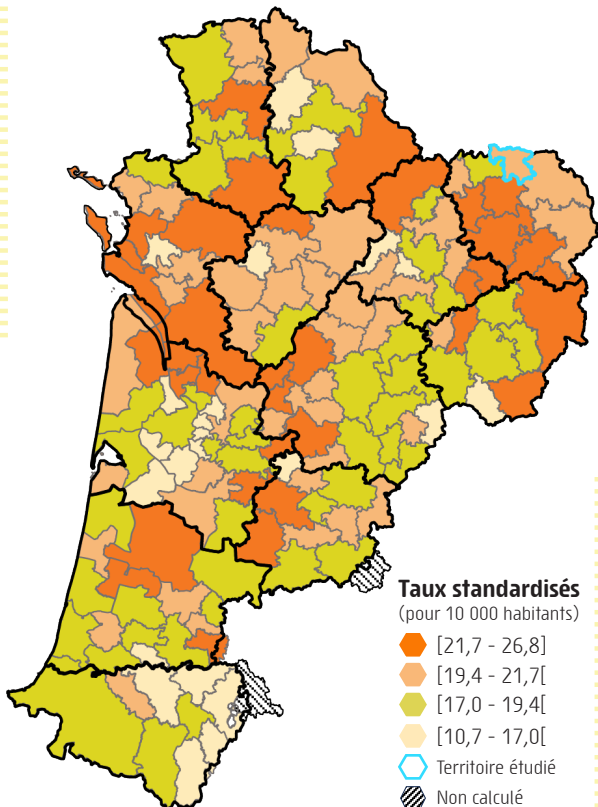 Taux standardisés
(pour 10 000 habitants)
[21,7 - 26,8]
[19,4 - 21,7[
[17,0 - 19,4[
[10,7 - 17,0[
Territoire étudié
Non calculé